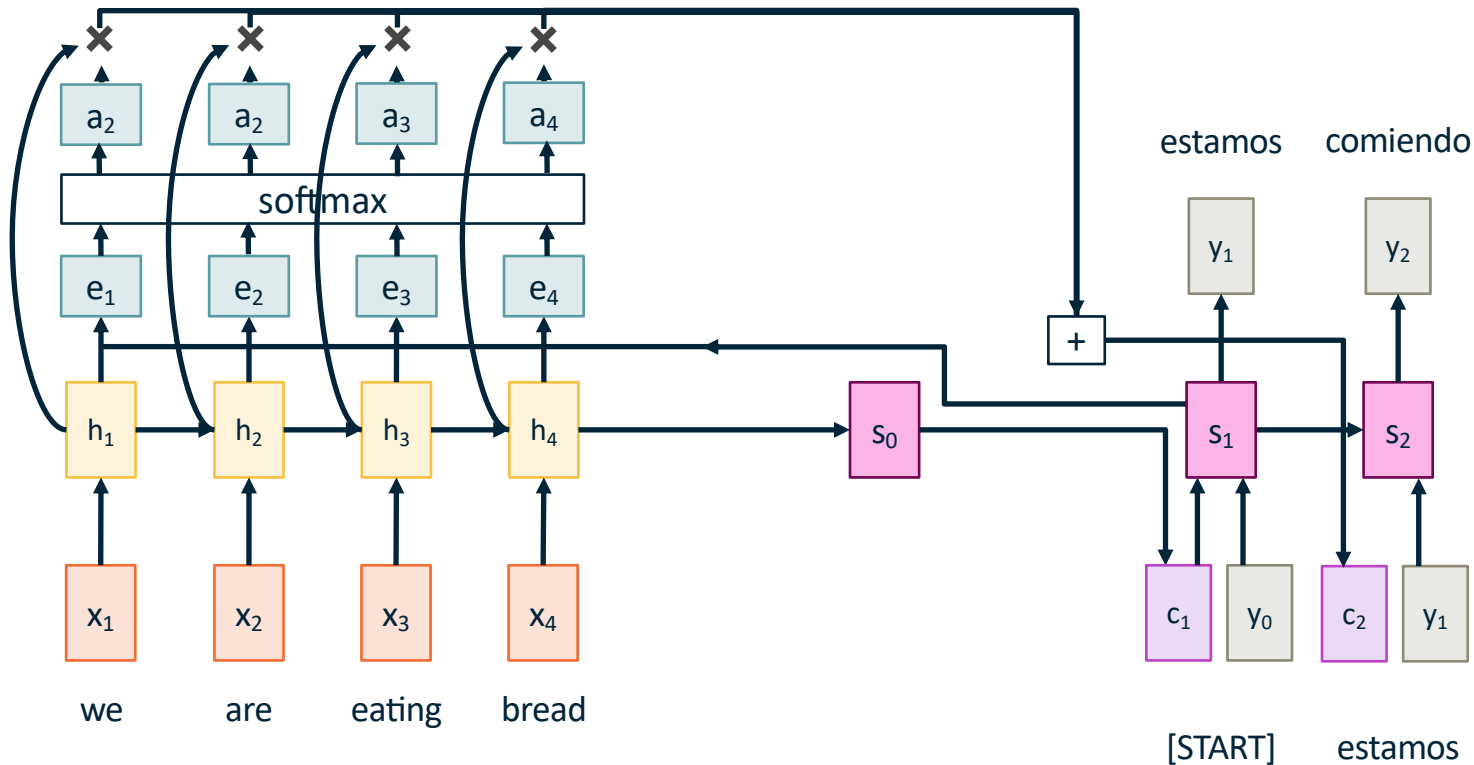 a₂ a₂ a₃ a₄
estamos comiendo
softmax
y₁ y₂
e₁ e₂ e₃ e₄
+
h₁ h₂ h₃ h₄ s₀ s₁ s₂
x₁ x₂ x₃ x₄ c₁ y₀ c₂ y₁
we are eating bread
[START] estamos